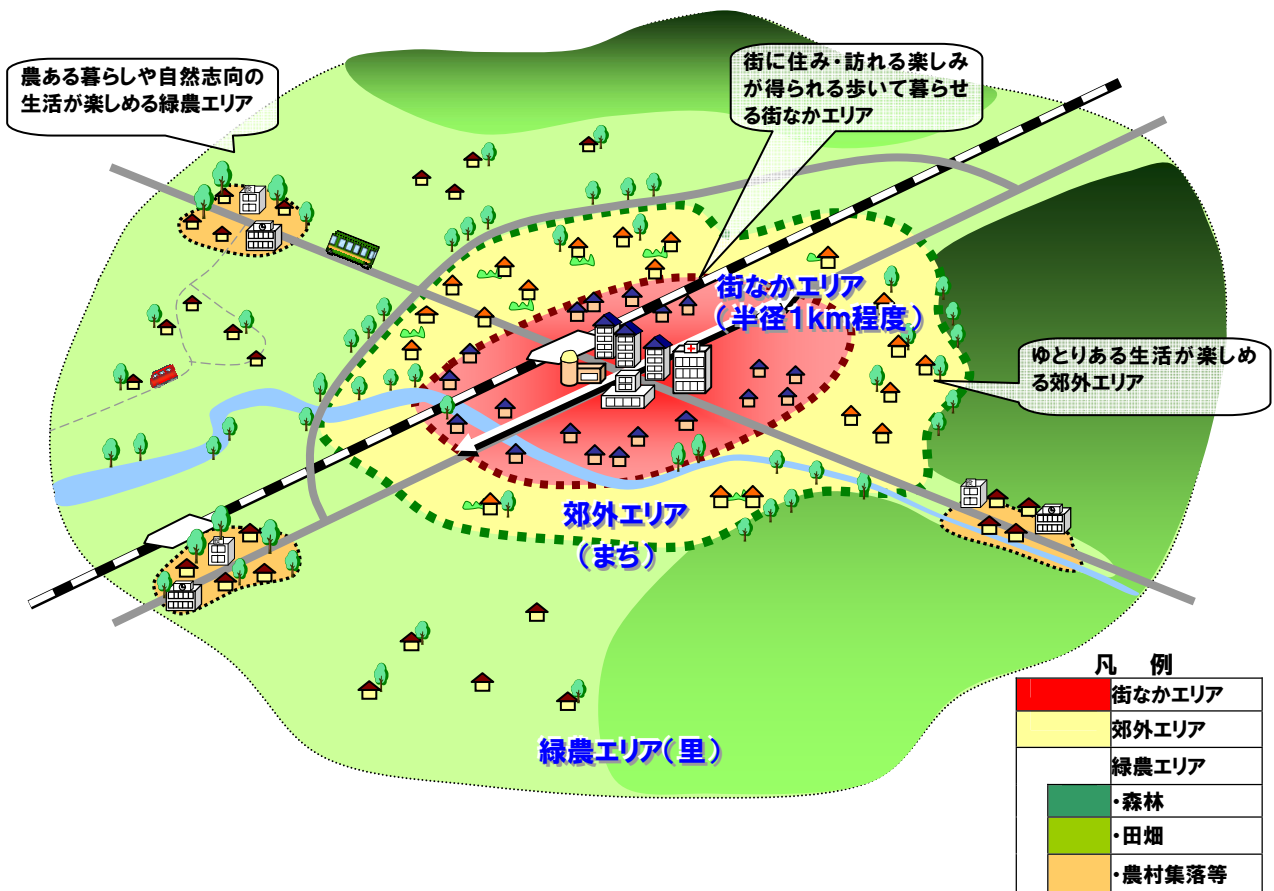 農ある暮らしや自然志向の
生活が楽しめる緑農エリア
街に住み・訪れる楽しみ
が得られる歩いて暮らせ
る街なかエリア
街なかエリア
（半径1km程度）
ゆとりある生活が楽しめ
る郊外エリア
郊外エリア
（まち）
緑農エリア（里）
凡　例
街なかエリア
郊外エリア
緑農エリア
・森林
・田畑
・農村集落等